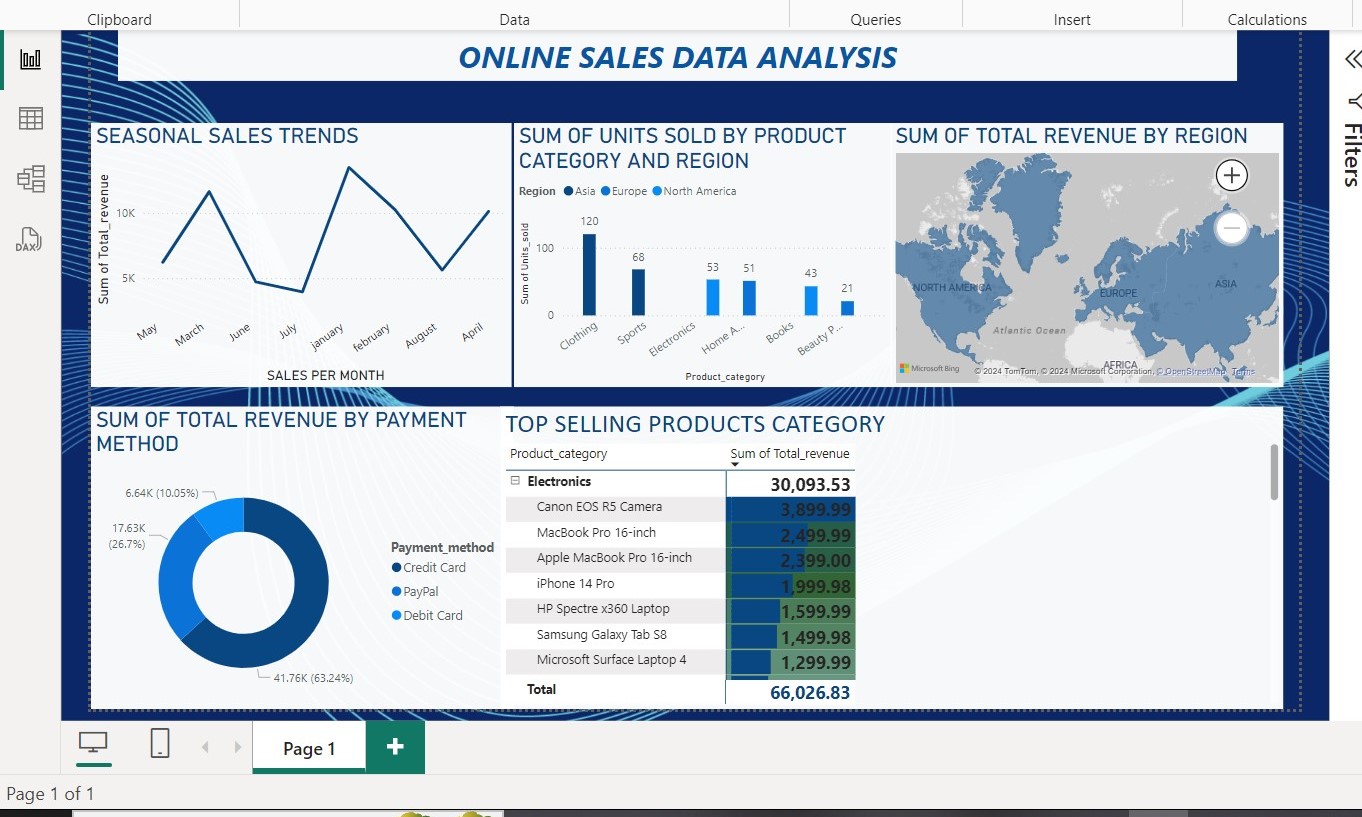 Clipboard
Data
Queries
Insert
Calculations
ONLINE SALES DATA ANALYSIS
DAX
Filters
SEASONAL SALES TRENDS
Sum of Total_revenue
10K
5K
May
March
June
July
january
february
August
April
SALES PER MONTH
SUM OF UNITS SOLD BY PRODUCT
CATEGORY AND REGION
Region Asia Europe North America
Sum of Units_sold
100
0
120
68
53
51
43
21
Clothing
Sports
Electronics
Home A...
Books
Beauty P...
Product_category
SUM OF TOTAL REVENUE BY REGION
NORTH AMERICA
EUROPE
ASIA
Atlantic Ocean
AFRICA
Microsoft Bing
© 2024 TomTom, © 2024 Microsoft Corporation, © OpenStreetMap Terms
SUM OF TOTAL REVENUE BY PAYMENT
METHOD
6.64K (10.05%)
17.63K
(26.7%)
41.76K (63.24%)
Payment_method
Credit Card
PayPal
Debit Card
TOP SELLING PRODUCTS CATEGORY
Product_category Sum of Total_revenue
Electronics 30,093.53
Canon EOS R5 Camera 3,899.99
MacBook Pro 16-inch 2,499.99
Apple MacBook Pro 16-inch 2,399.00
iPhone 14 Pro 1,999.98
HP Spectre x360 Laptop 1,599.99
Samsung Galaxy Tab S8 1,499.98
Microsoft Surface Laptop 4 1,299.99
Total 66,026.83
Page 1
Page 1 of 1